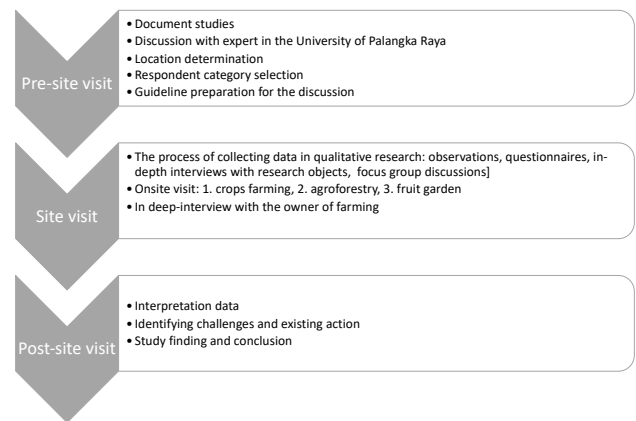 Pre-site visit
• Document studies
• Discussion with expert in the University of Palangka Raya
• Location determination
• Respondent category selection
• Guideline preparation for the discussion
Site visit
• The process of collecting data in qualitative research: observations, questionnaires, in-
depth interviews with research objects, focus group discussions]
• Onsite visit: 1. crops farming, 2. agroforestry, 3. fruit garden
• In deep-interview with the owner of farming
Post-site visit
• Interpretation data
• Identifying challenges and existing action
• Study finding and conclusion